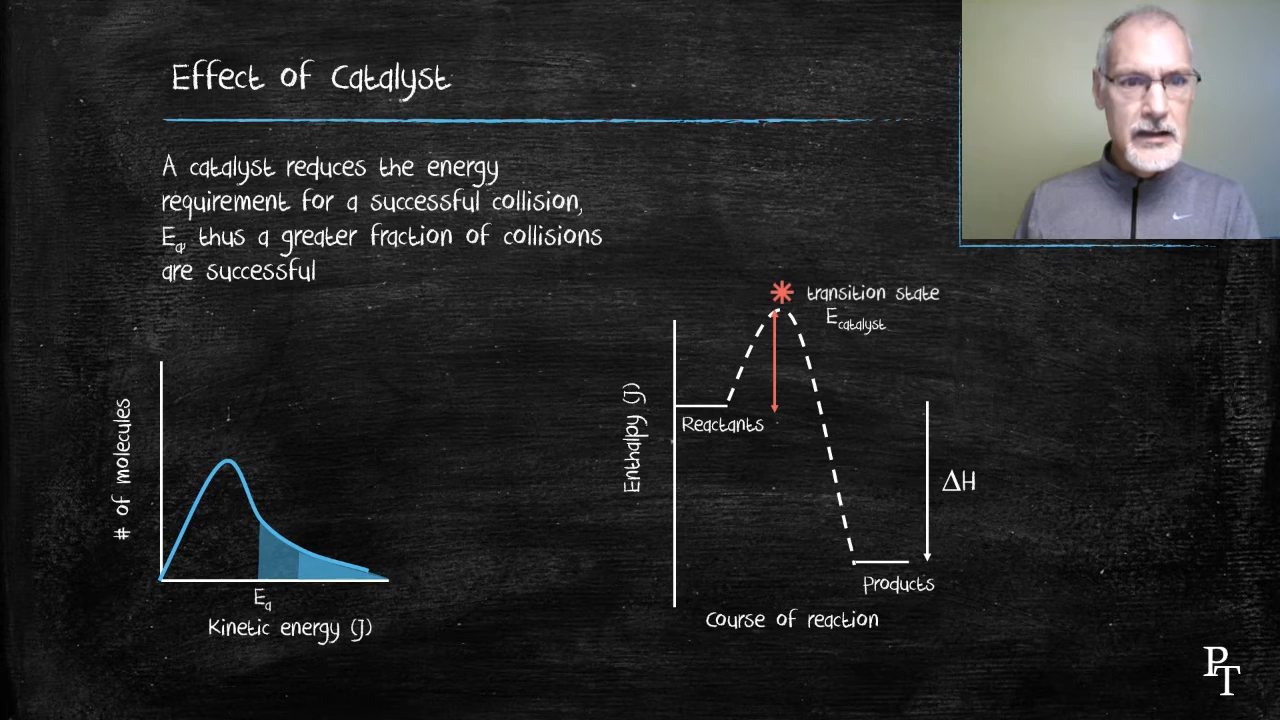 Effect of Catalyst
A catalyst reduces the energy
requirement for a successful collision,
Ea, thus a greater fraction of collisions
are successful
transition state
Ecatalyst
Enthalpy (J)
Reactants
ΔH
Products
Course of reaction
# of molecules
Ea
Kinetic energy (J)
PT